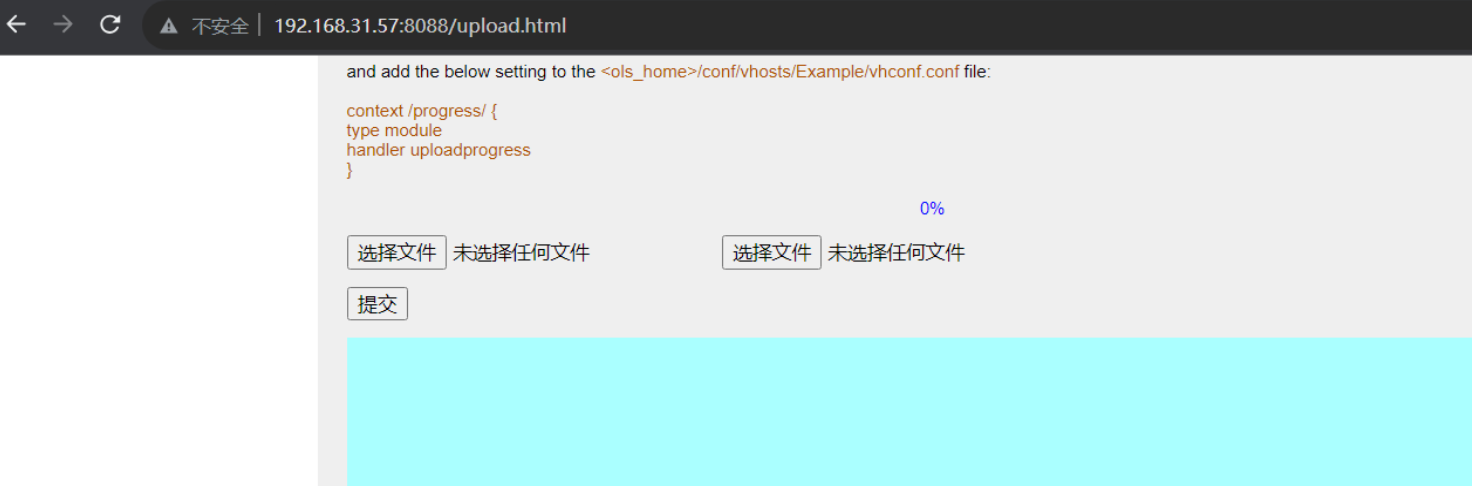 不安全 192.168.31.57:8088/upload.html
and add the below setting to the <ols_home>/conf/vhosts/Example/vhconf.conf file:
context /progress/ {
type module
handler uploadprogress
}
0%
选择文件 未选择任何文件 选择文件 未选择任何文件
提交